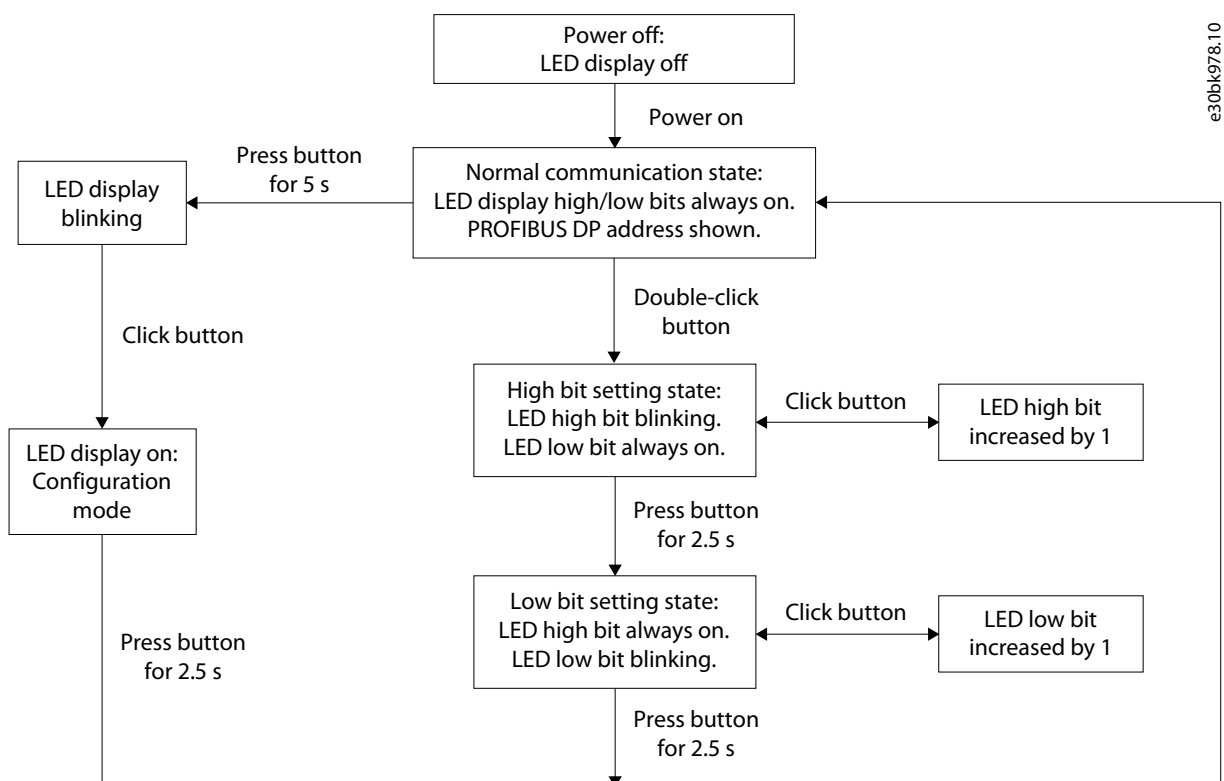 Power off:
LED display off
e30bk978.10
Power on
Press button
for 5 s
LED display
blinking
Normal communication state:
LED display high/low bits always on.
PROFIBUS DP address shown.
Double-click
button
Click button
High bit setting state:
LED high bit blinking.
LED low bit always on.
Click button
LED high bit
increased by 1
LED display on:
Configuration
mode
Press button
for 2.5 s
Low bit setting state:
LED high bit always on.
LED low bit blinking.
Click button
LED low bit
increased by 1
Press button
for 2.5 s
Press button
for 2.5 s